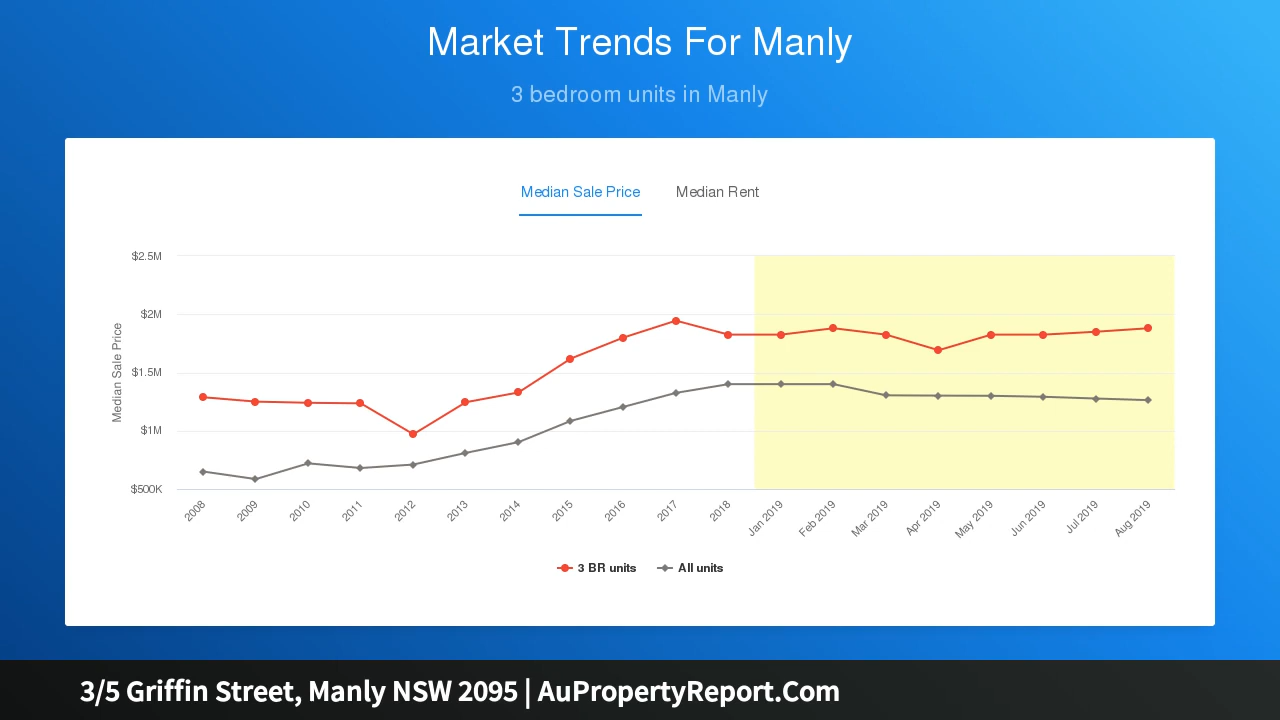 Market Trends For Manly
3 bedroom units in Manly
Median Sale Price Median Rent
$2.5M
$2M
$1.5M
$1M
$500K
Median Sale Price
2008 2009 2010 2011 2012 2013 2014 2015 2016 2017 2018 Jan 2019 Feb 2019 Mar 2019 Apr 2019 May 2019 Jun 2019 Jul 2019 Aug 2019
3 BR units All units
3/5 Griffin Street, Manly NSW 2095 | AuPropertyReport.Com